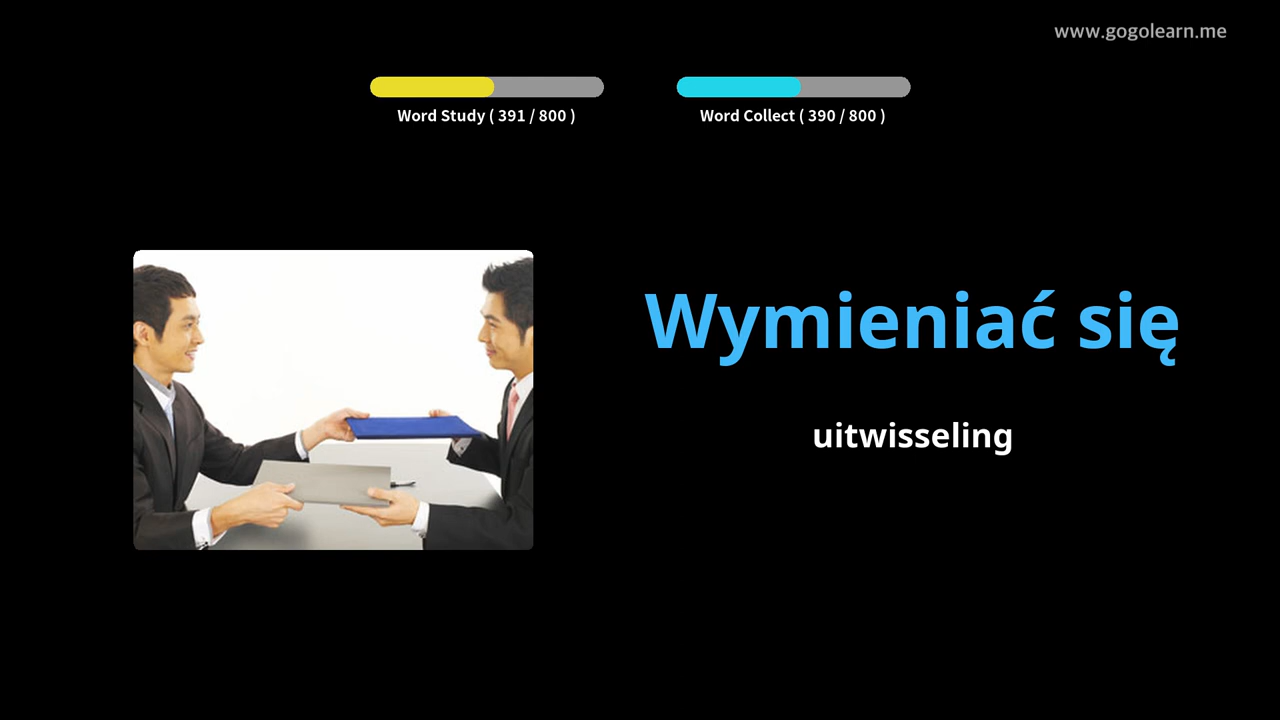 www.gogolearn.me
Word Study ( 391 / 800 )
Word Collect ( 390 / 800 )
Wymieniać się
uitwisseling